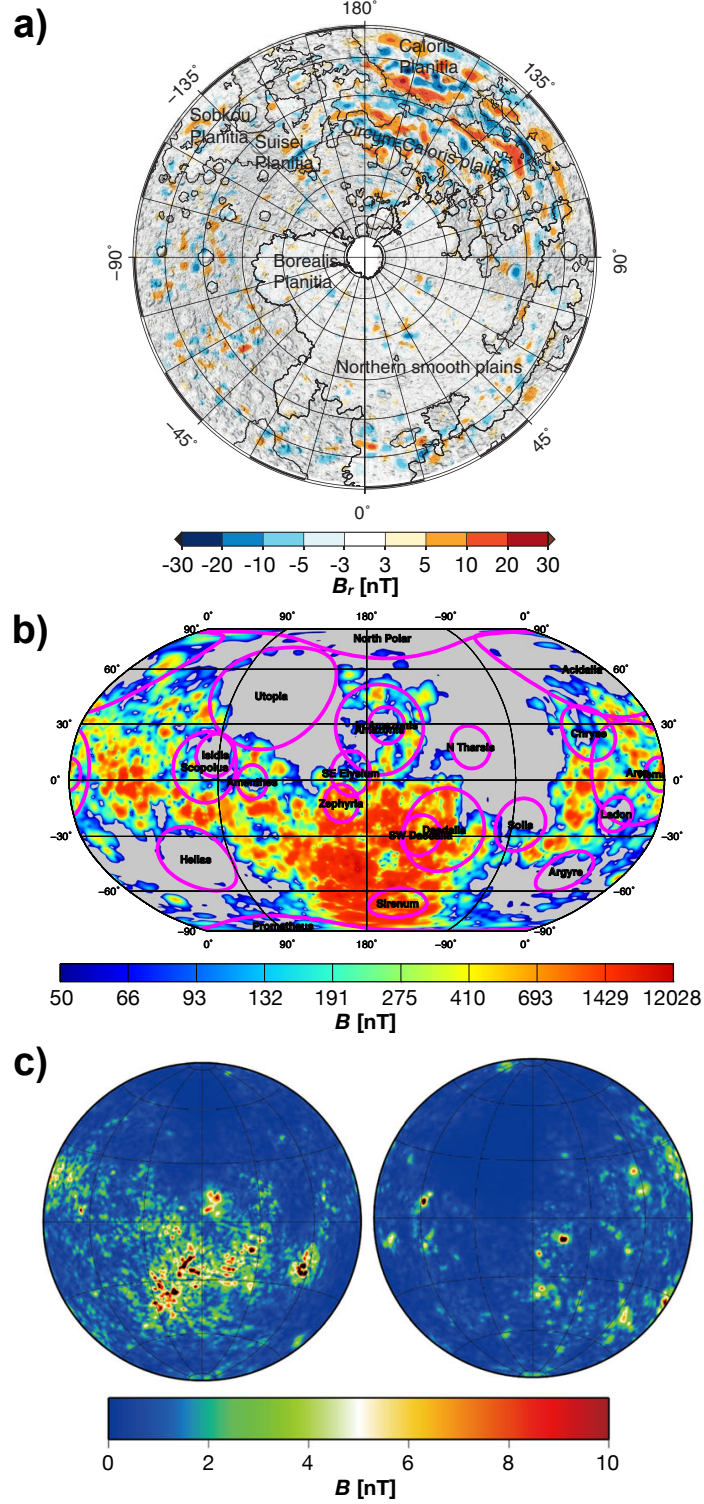 a)
180°
-135°
135°
Caloris
Planitia
Sobkou
Planitia
Suisei
Planitia
Circum-Caloris plains
-90°
90°
Borealis
Planitia
Northern smooth plains
-45°
45°
0°
-30 -20 -10 -5 -3 3 5 10 20 30
Br [nT]
b)
0° 90° 180° -90° 0°
90° 90°
North Polar
60° 60°
Acidalia
Utopia
30° 30°
Chryse
N Tharsis
Isidis
Scopolus
Amenthes
SE Elysium
0° 0°
Zephyria
Ladon
Daedalia
SW Daedalia
Solis
-30° -30°
Hellas
Argyre
-60° -60°
Sirenum
Prometheus
-90° -90°
0° 90° 180° -90° 0°
50 66 93 132 191 275 410 693 1429 12028
B [nT]
c)
0 2 4 6 8 10
B [nT]